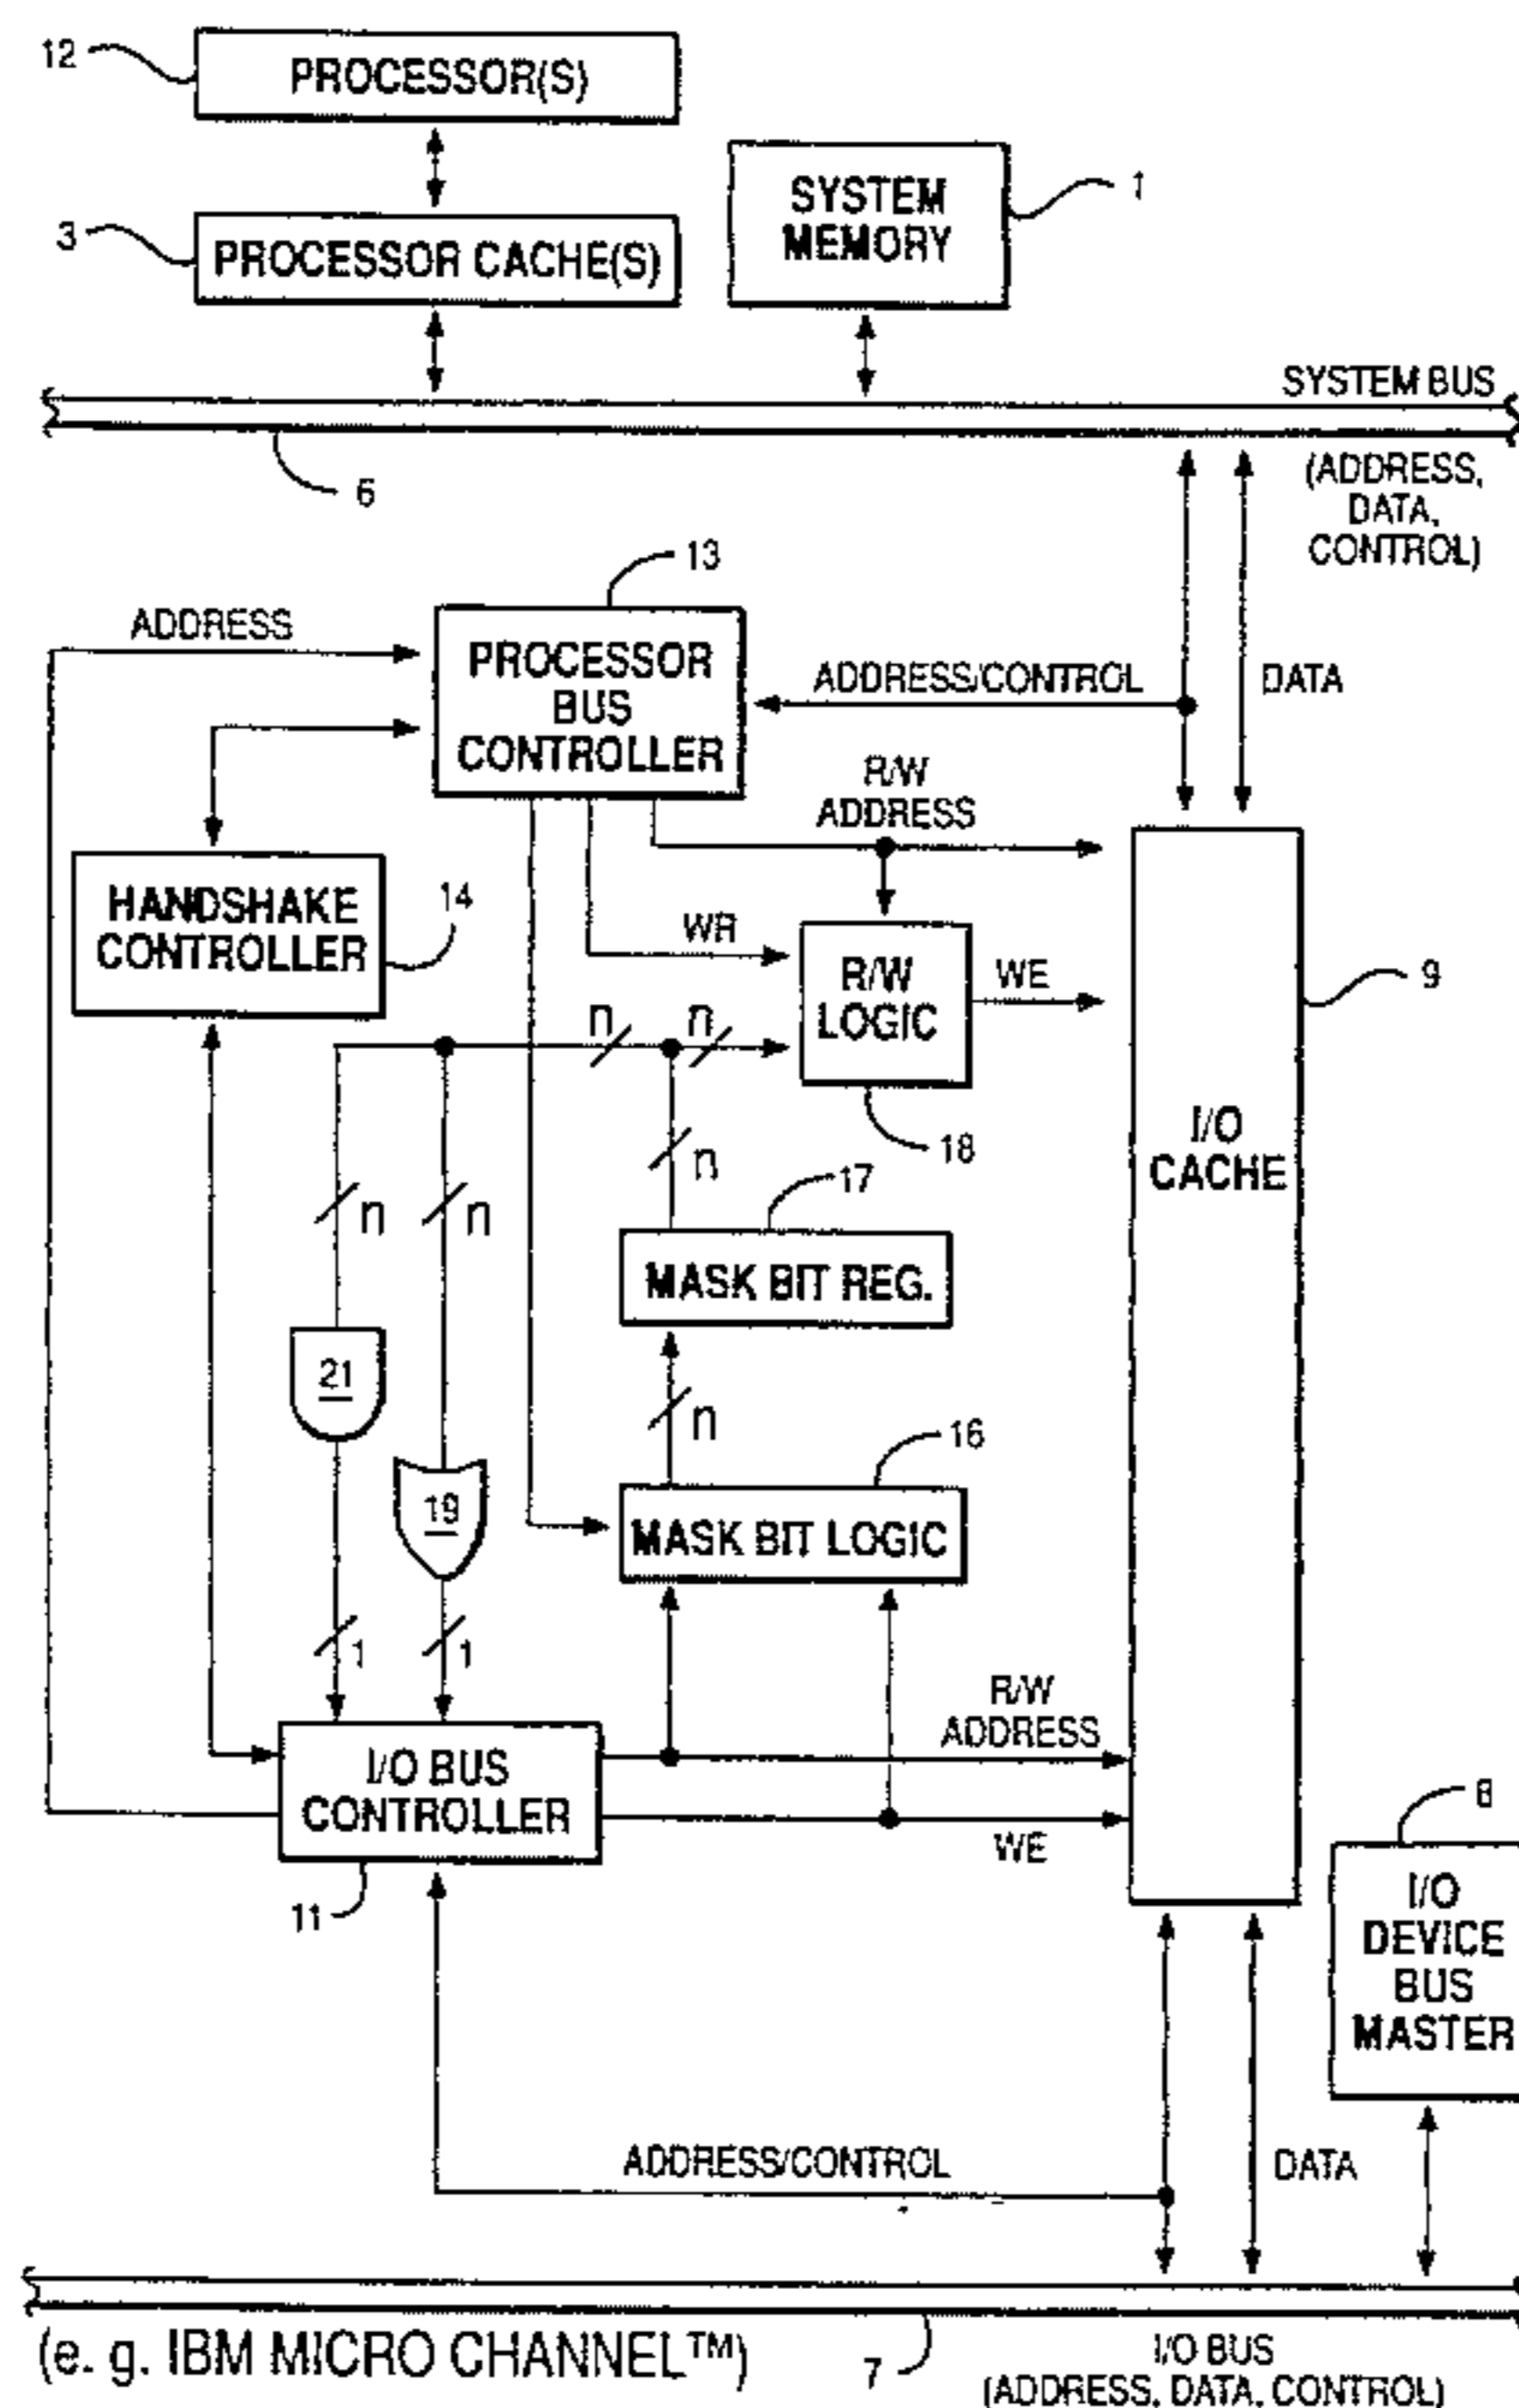 12
PROCESSOR(S)
3
PROCESSOR CACHE(S)
SYSTEM
MEMORY
1
SYSTEM BUS
6
(ADDRESS,
DATA,
CONTROL)
13
ADDRESS
PROCESSOR
BUS
CONTROLLER
ADDRESS/CONTROL
DATA
R/W
ADDRESS
HANDSHAKE
CONTROLLER
14
WR
R/W
LOGIC
WE
9
n
n
18
I/O
CACHE
n
n
n
17
MASK BIT REG.
21
n
16
19
MASK BIT LOGIC
1
1
R/W
ADDRESS
I/O BUS
CONTROLLER
WE
11
8
I/O
DEVICE
BUS
MASTER
ADDRESS/CONTROL
DATA
(e. g. IBM MICRO CHANNEL™)
7
I/O BUS
(ADDRESS, DATA, CONTROL)